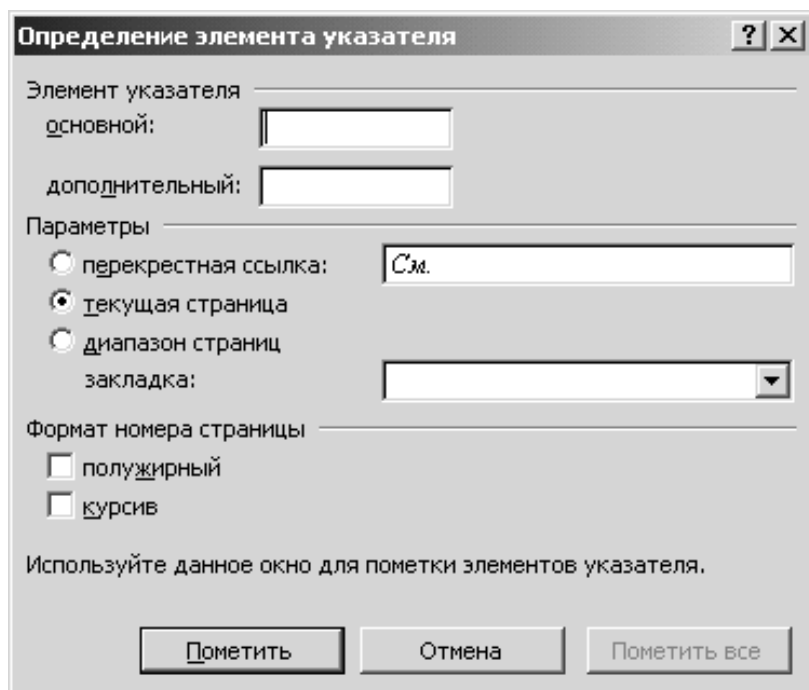 Определение элемента указателя
Элемент указателя
основной:
дополнительный:
Параметры
перекрестная ссылка: См.
текущая страница
диапазон страниц
закладка:
Формат номера страницы
полужирный
курсив
Используйте данное окно для пометки элементов указателя.
Пометить Отмена Пометить все